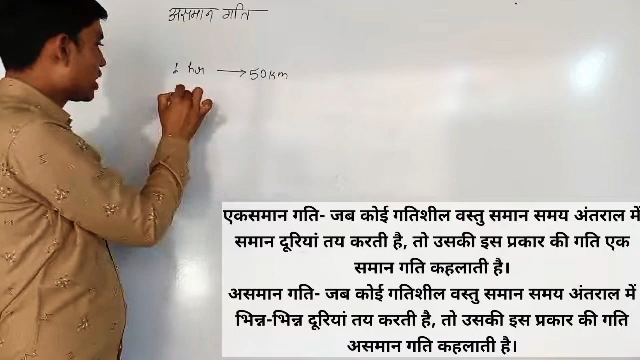 असमान गति
1 hr → 50 km
एकसमान गति- जब कोई गतिशील वस्तु समान समय अंतराल में
समान दूरियां तय करती है, तो उसकी इस प्रकार की गति एक
समान गति कहलाती है।
असमान गति- जब कोई गतिशील वस्तु समान समय अंतराल में
भिन्न-भिन्न दूरियां तय करती है, तो उसकी इस प्रकार की गति
असमान गति कहलाती है।